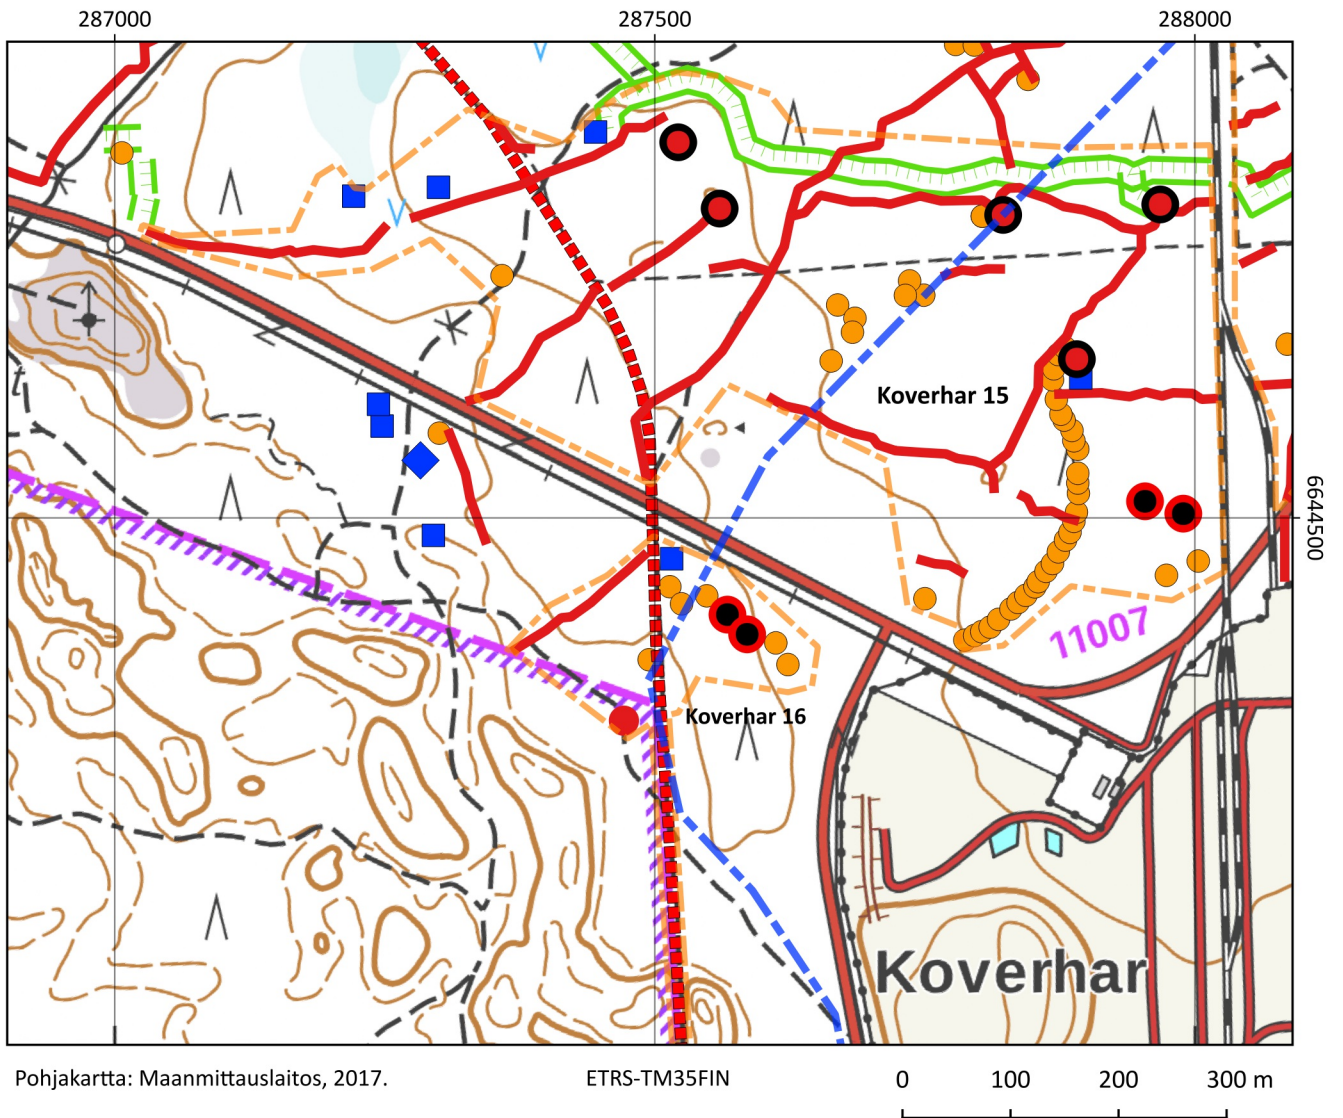 287000 287500 288000
Koverhar 15
t
6644500
11007
Koverhar 16
Koverhar
Pohjakartta: Maanmittauslaitos, 2017. ETRS-TM35FIN 0 100 200 300 m